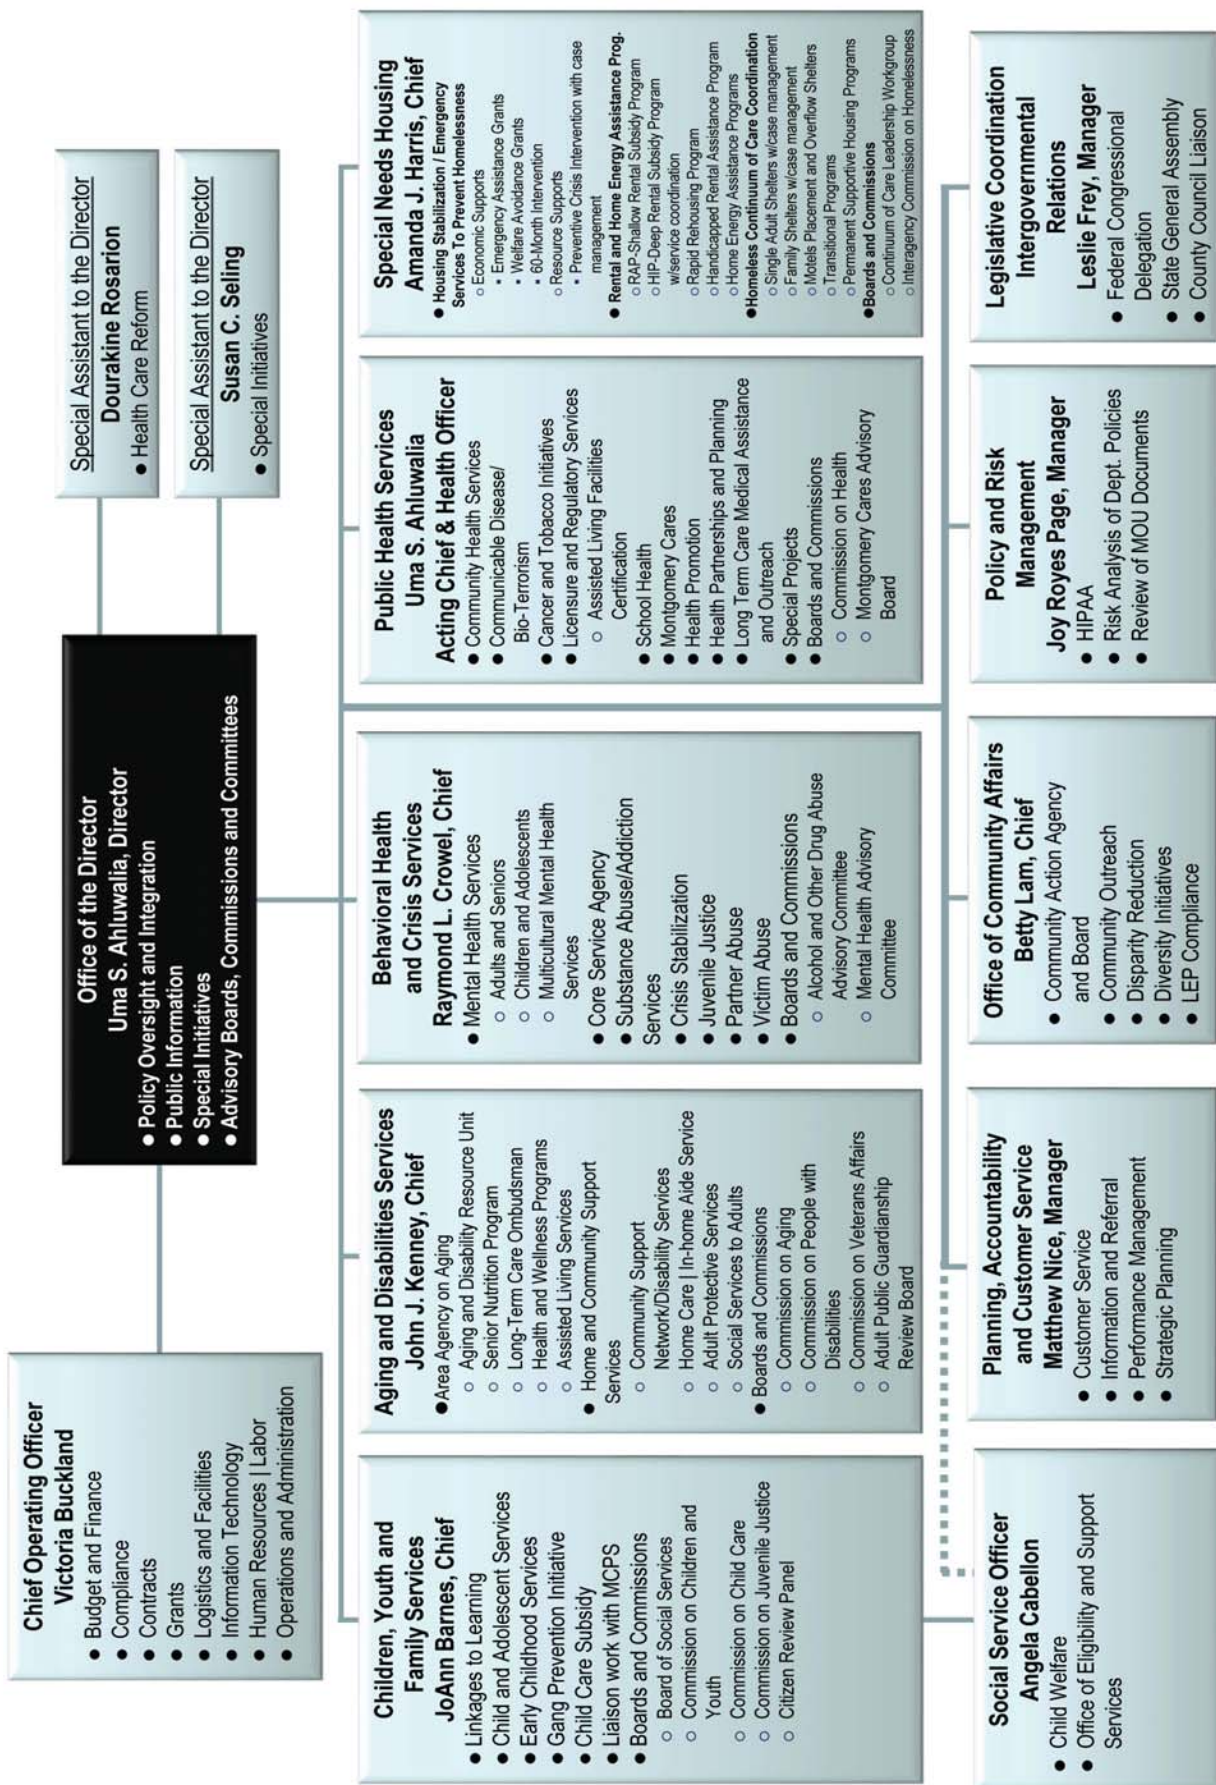 Office of the Director
Uma S. Ahluwalia, Director
● Policy Oversight and Integration
● Public Information
● Special Initiatives
● Advisory Boards, Commissions and Committees
Chief Operating Officer
Victoria Buckland
● Budget and Finance
● Compliance
● Contracts
● Grants
● Logistics and Facilities
● Information Technology
● Human Resources | Labor
● Operations and Administration
Special Assistant to the Director
Dourakine Rosarion
● Health Care Reform
Special Assistant to the Director
Susan C. Seling
● Special Initiatives
Children, Youth and
Family Services
JoAnn Barnes, Chief
● Linkages to Learning
● Child and Adolescent Services
● Early Childhood Services
● Gang Prevention Initiative
● Child Care Subsidy
● Liaison work with MCPS
● Boards and Commissions
○ Board of Social Services
○ Commission on Children and
Youth
○ Commission on Child Care
○ Commission on Juvenile Justice
○ Citizen Review Panel
Aging and Disabilities Services
John J. Kenney, Chief
●Area Agency on Aging
○ Aging and Disability Resource Unit
○ Senior Nutrition Program
○ Long-Term Care Ombudsman
○ Health and Wellness Programs
○ Assisted Living Services
● Home and Community Support
Services
○ Community Support
Network/Disability Services
○ Home Care | In-home Aide Service
○ Adult Protective Services
○ Social Services to Adults
● Boards and Commissions
○ Commission on Aging
○ Commission on People with
Disabilities
○ Commission on Veterans Affairs
○ Adult Public Guardianship
Review Board
Behavioral Health
and Crisis Services
Raymond L. Crowel, Chief
● Mental Health Services
○ Adults and Seniors
○ Children and Adolescents
○ Multicultural Mental Health
Services
● Core Service Agency
● Substance Abuse/Addiction
Services
● Crisis Stabilization
● Juvenile Justice
● Partner Abuse
● Victim Abuse
● Boards and Commissions
○ Alcohol and Other Drug Abuse
Advisory Committee
○ Mental Health Advisory
Committee
Public Health Services
Uma S. Ahluwalia
Acting Chief & Health Officer
● Community Health Services
● Communicable Disease/
Bio-Terrorism
● Cancer and Tobacco Initiatives
● Licensure and Regulatory Services
○ Assisted Living Facilities
Certification
● School Health
● Montgomery Cares
● Health Promotion
● Health Partnerships and Planning
● Long Term Care Medical Assistance
and Outreach
● Special Projects
● Boards and Commissions
○ Commission on Health
○ Montgomery Cares Advisory
Board
Special Needs Housing
Amanda J. Harris, Chief
● Housing Stabilization / Emergency
Services To Prevent Homelessness
○ Economic Supports
▪ Emergency Assistance Grants
▪ Welfare Avoidance Grants
▪ 60-Month Intervention
○ Resource Supports
▪ Preventive Crisis Intervention with case
management
● Rental and Home Energy Assistance Prog.
○ RAP-Shallow Rental Subsidy Program
○ HIP-Deep Rental Subsidy Program
w/service coordination
○ Rapid Rehousing Program
○ Handicapped Rental Assistance Program
○ Home Energy Assistance Programs
●Homeless Continuum of Care Coordination
○ Single Adult Shelters w/case management
○ Family Shelters w/case management
○ Motels Placement and Overflow Shelters
○ Transitional Programs
○ Permanent Supportive Housing Programs
●Boards and Commissions
○ Continuum of Care Leadership Workgroup
○ Interagency Commission on Homelessness
Social Service Officer
Angela Cabellon
● Child Welfare
● Office of Eligibility and Support
Services
Planning, Accountability
and Customer Service
Matthew Nice, Manager
● Customer Service
● Information and Referral
● Performance Management
● Strategic Planning
Office of Community Affairs
Betty Lam, Chief
● Community Action Agency
and Board
● Community Outreach
● Disparity Reduction
● Diversity Initiatives
● LEP Compliance
Policy and Risk
Management
Joy Royes Page, Manager
● HIPAA
● Risk Analysis of Dept. Policies
● Review of MOU Documents
Legislative Coordination
Intergovernmental
Relations
Leslie Frey, Manager
● Federal Congressional
Delegation
● State General Assembly
● County Council Liaison